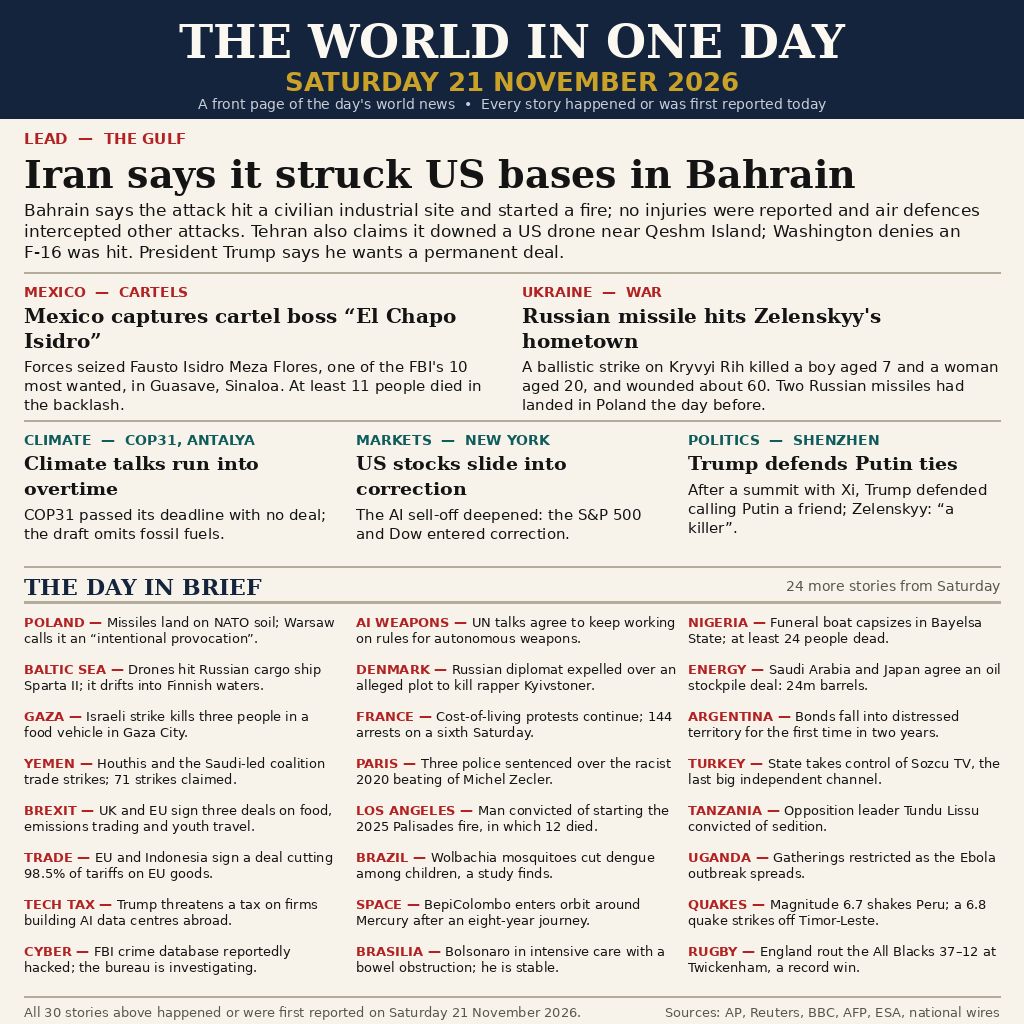 THE WORLD IN ONE DAY
SATURDAY 21 NOVEMBER 2026
A front page of the day's world news • Every story happened or was first reported today
LEAD — THE GULF
Iran says it struck US bases in Bahrain
Bahrain says the attack hit a civilian industrial site and started a fire; no injuries were reported and air defences
intercepted other attacks. Tehran also claims it downed a US drone near Qeshm Island; Washington denies an
F-16 was hit. President Trump says he wants a permanent deal.
MEXICO — CARTELS
Mexico captures cartel boss “El Chapo
Isidro”
Forces seized Fausto Isidro Meza Flores, one of the FBI's 10
most wanted, in Guasave, Sinaloa. At least 11 people died in
the backlash.
UKRAINE — WAR
Russian missile hits Zelenskyy's
hometown
A ballistic strike on Kryvyi Rih killed a boy aged 7 and a woman
aged 20, and wounded about 60. Two Russian missiles had
landed in Poland the day before.
CLIMATE — COP31, ANTALYA
Climate talks run into
overtime
COP31 passed its deadline with no deal;
the draft omits fossil fuels.
MARKETS — NEW YORK
US stocks slide into
correction
The AI sell-off deepened: the S&P 500
and Dow entered correction.
POLITICS — SHENZHEN
Trump defends Putin ties
After a summit with Xi, Trump defended
calling Putin a friend; Zelenskyy: “a
killer”.
THE DAY IN BRIEF
24 more stories from Saturday
POLAND — Missiles land on NATO soil; Warsaw
calls it an “intentional provocation”.
BALTIC SEA — Drones hit Russian cargo ship
Sparta II; it drifts into Finnish waters.
GAZA — Israeli strike kills three people in a
food vehicle in Gaza City.
YEMEN — Houthis and the Saudi-led coalition
trade strikes; 71 strikes claimed.
BREXIT — UK and EU sign three deals on food,
emissions trading and youth travel.
TRADE — EU and Indonesia sign a deal cutting
98.5% of tariffs on EU goods.
TECH TAX — Trump threatens a tax on firms
building AI data centres abroad.
CYBER — FBI crime database reportedly
hacked; the bureau is investigating.
AI WEAPONS — UN talks agree to keep working
on rules for autonomous weapons.
DENMARK — Russian diplomat expelled over an
alleged plot to kill rapper Kyivstoner.
FRANCE — Cost-of-living protests continue; 144
arrests on a sixth Saturday.
PARIS — Three police sentenced over the racist
2020 beating of Michel Zecler.
LOS ANGELES — Man convicted of starting the
2025 Palisades fire, in which 12 died.
BRAZIL — Wolbachia mosquitoes cut dengue
among children, a study finds.
SPACE — BepiColombo enters orbit around
Mercury after an eight-year journey.
BRASILIA — Bolsonaro in intensive care with a
bowel obstruction; he is stable.
NIGERIA — Funeral boat capsizes in Bayelsa
State; at least 24 people dead.
ENERGY — Saudi Arabia and Japan agree an oil
stockpile deal: 24m barrels.
ARGENTINA — Bonds fall into distressed
territory for the first time in two years.
TURKEY — State takes control of Sozcu TV, the
last big independent channel.
TANZANIA — Opposition leader Tundu Lissu
convicted of sedition.
UGANDA — Gatherings restricted as the Ebola
outbreak spreads.
QUAKES — Magnitude 6.7 shakes Peru; a 6.8
quake strikes off Timor-Leste.
RUGBY — England rout the All Blacks 37–12 at
Twickenham, a record win.
All 30 stories above happened or were first reported on Saturday 21 November 2026.
Sources: AP, Reuters, BBC, AFP, ESA, national wires